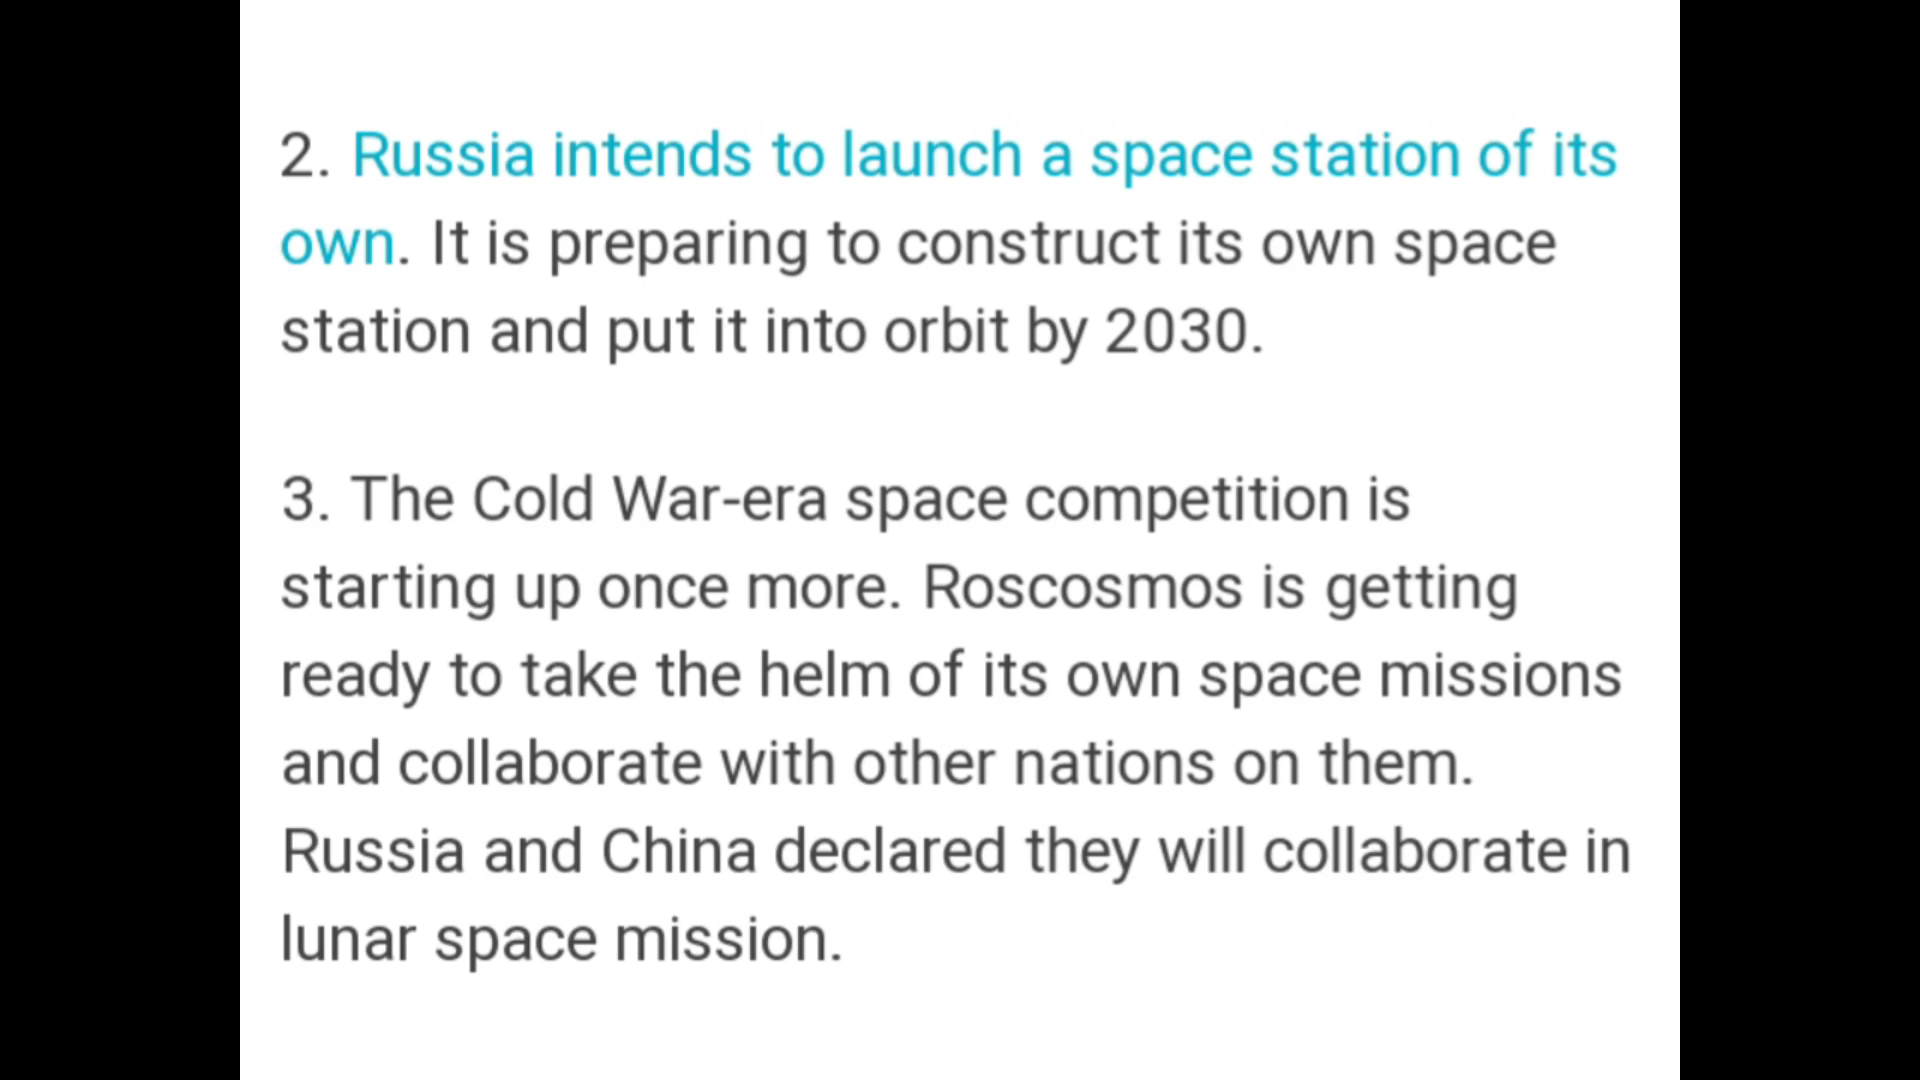 2. Russia intends to launch a space station of its
own. It is preparing to construct its own space
station and put it into orbit by 2030.
3. The Cold War-era space competition is
starting up once more. Roscosmos is getting
ready to take the helm of its own space missions
and collaborate with other nations on them.
Russia and China declared they will collaborate in
lunar space mission.